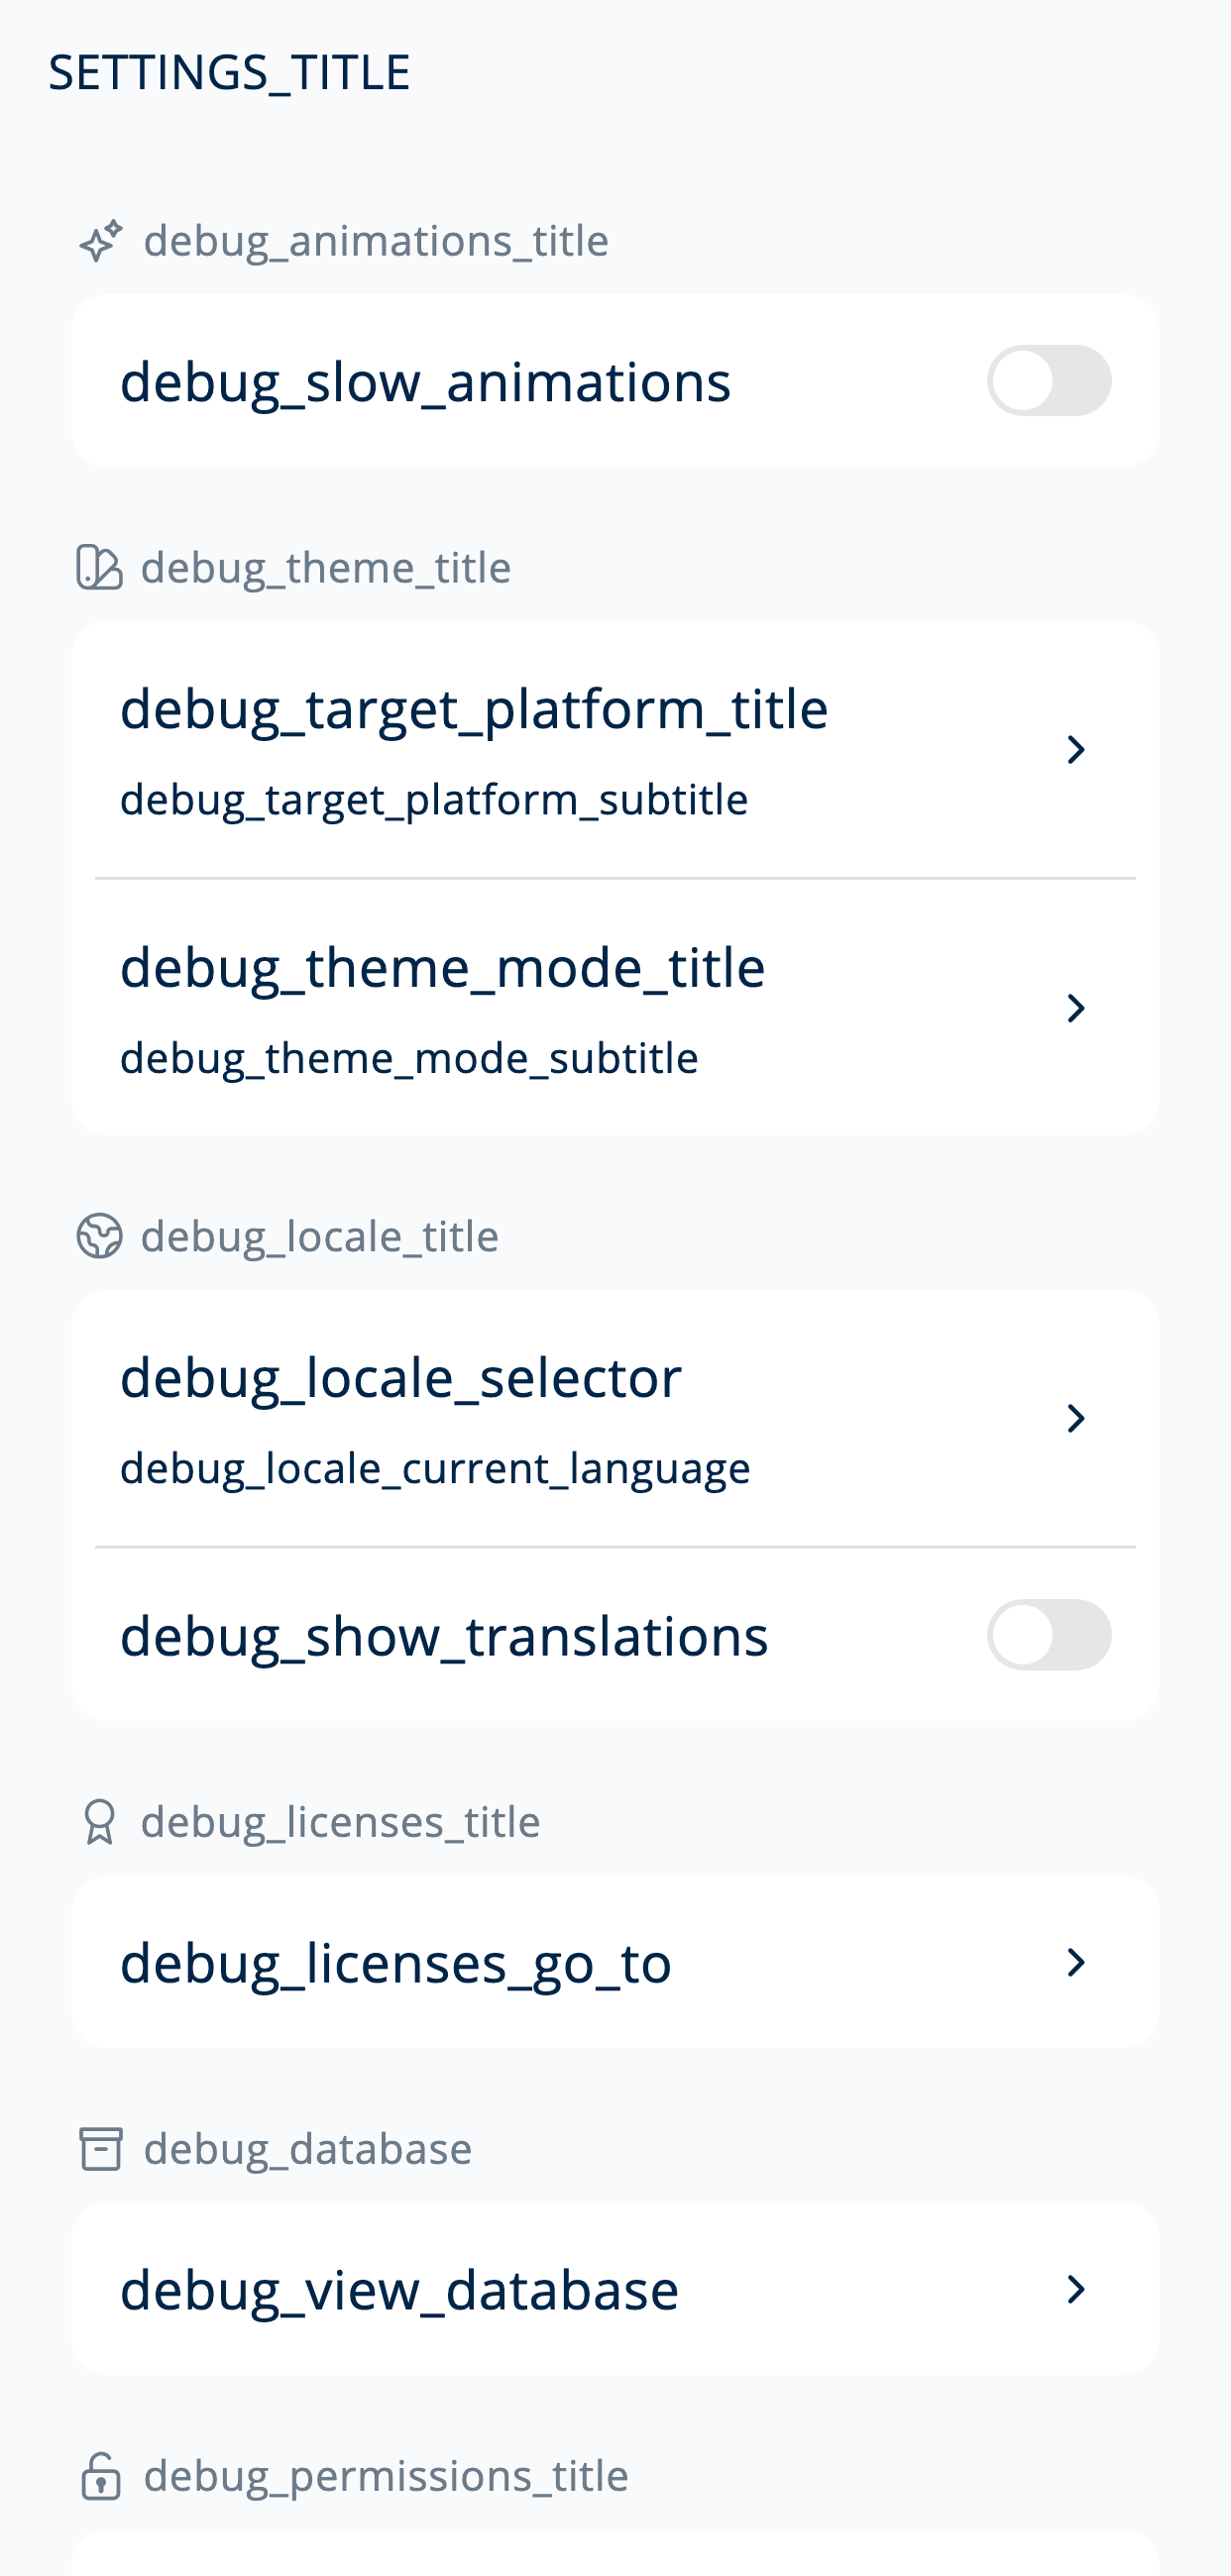 SETTINGS_TITLE
debug_animations_title
debug_slow_animations
debug_theme_title
debug_target_platform_title
debug_target_platform_subtitle
debug_theme_mode_title
debug_theme_mode_subtitle
debug_locale_title
debug_locale_selector
debug_locale_current_language
debug_show_translations
debug_licenses_title
debug_licenses_go_to
debug_database
debug_view_database
debug_permissions_title